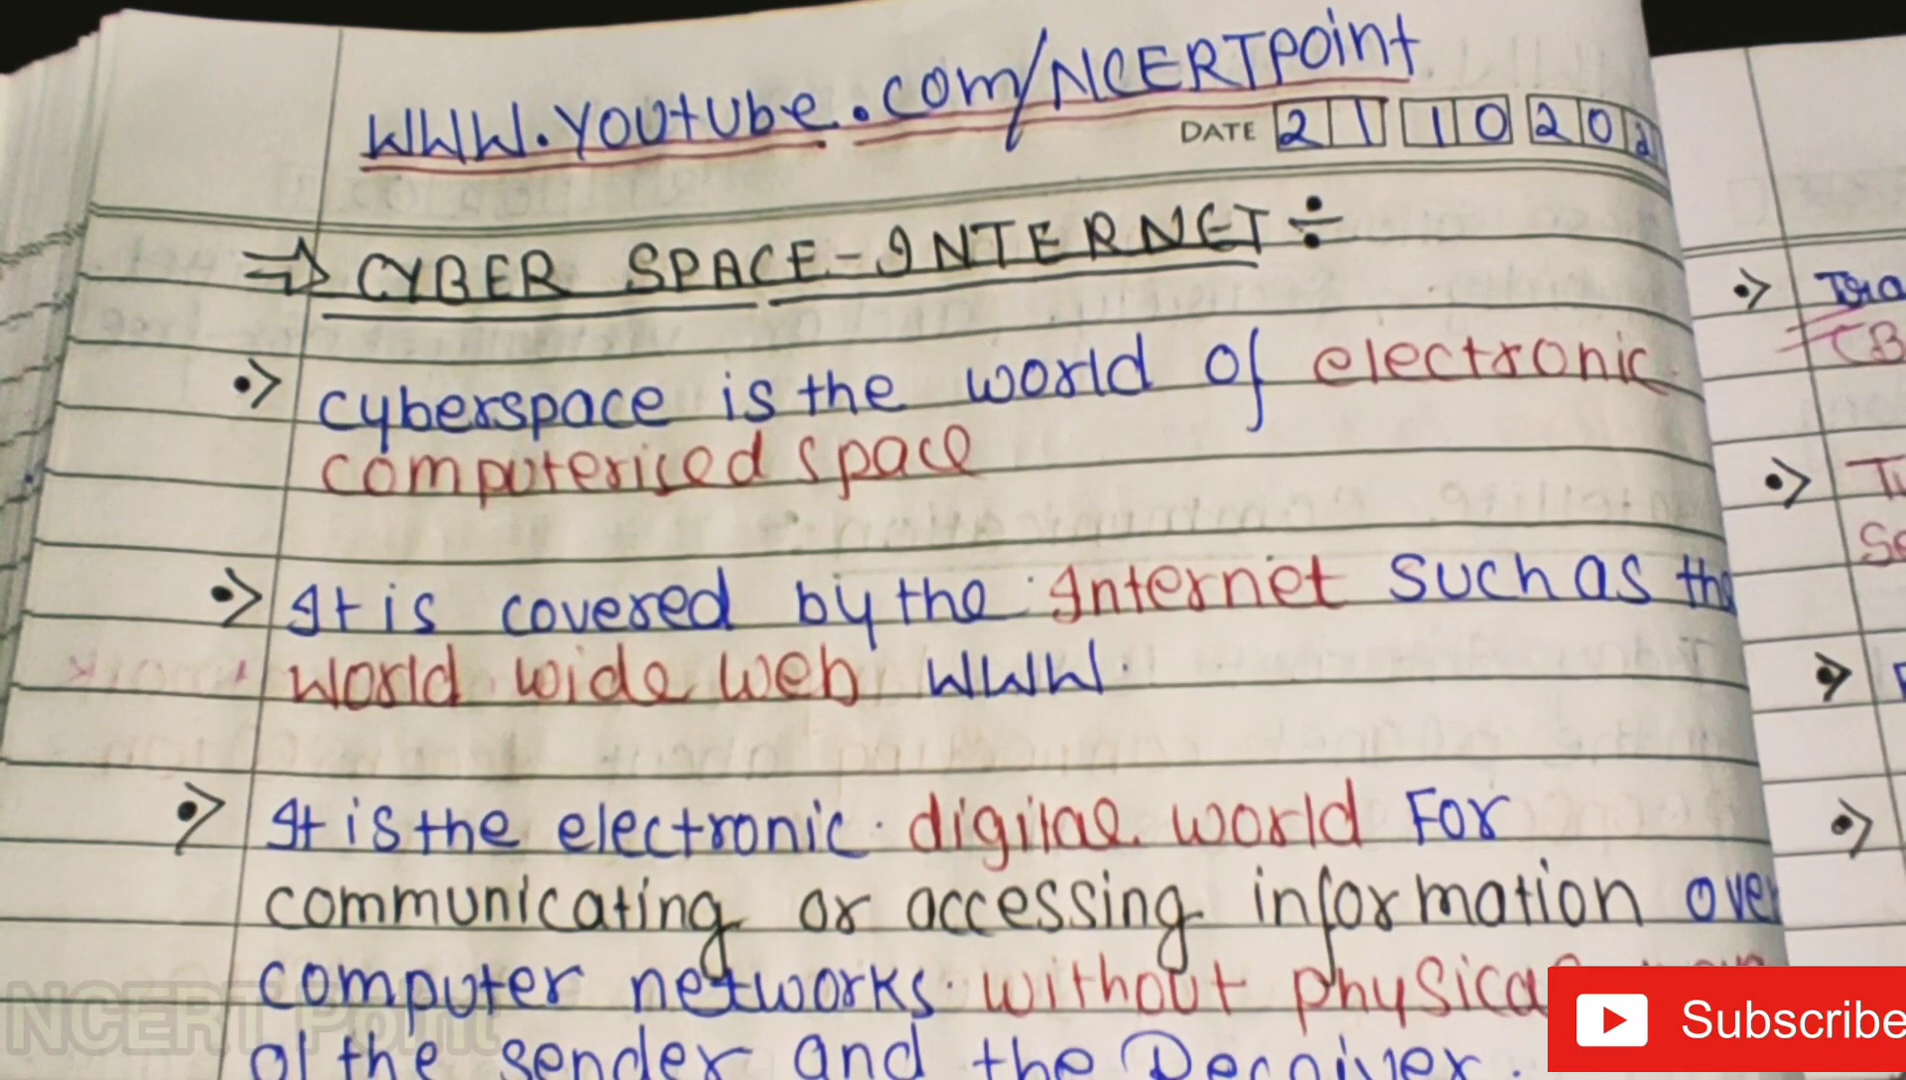 www.youtube.com/NCERTpoint
DATE 21 10 202
⇒ CYBER SPACE-INTERNET ÷
•> cyberspace is the world of electronic
computerised space
•> It is covered by the Internet such as the
world wide web WWW.
•> It is the electronic digital world For
communicating or accessing information over
computer networks without physical
of the sender and the Receiver.
NCERT Point
Subscribe